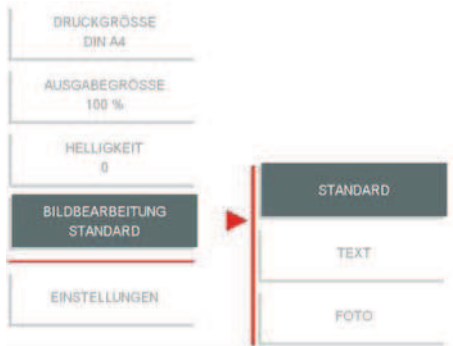 DRUCKGRÖSSE
DIN A4
AUSGABEGRÖSSE
100 %
HELLIGKEIT
0
BILDBEARBEITUNG
STANDARD
EINSTELLUNGEN
STANDARD
TEXT
FOTO